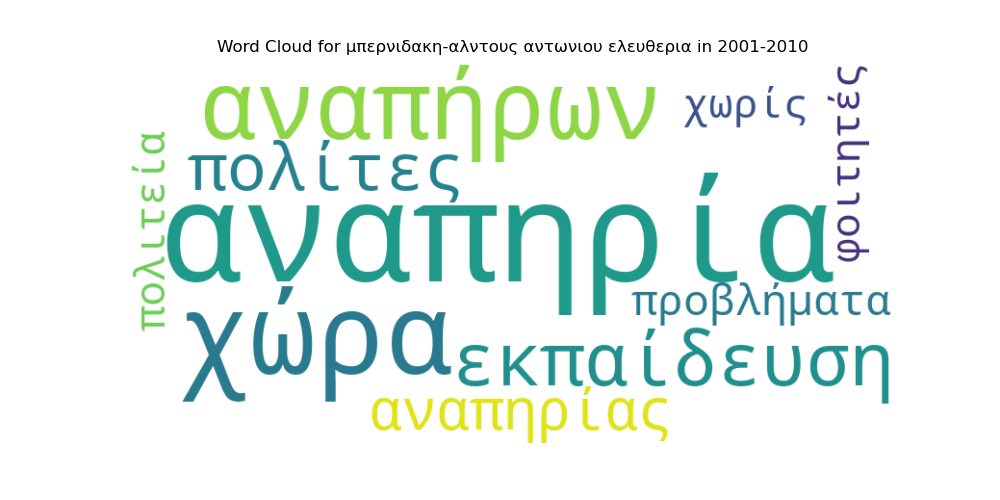 Word Cloud for μπερνιδακη-αλντους αντωνιου ελευθερια in 2001-2010
αναπήρων
χωρίς
φοιτητές
πολιτεία
πολίτες
αναπηρία
προβλήματα
χώρα
εκπαίδευση
αναπηρίας